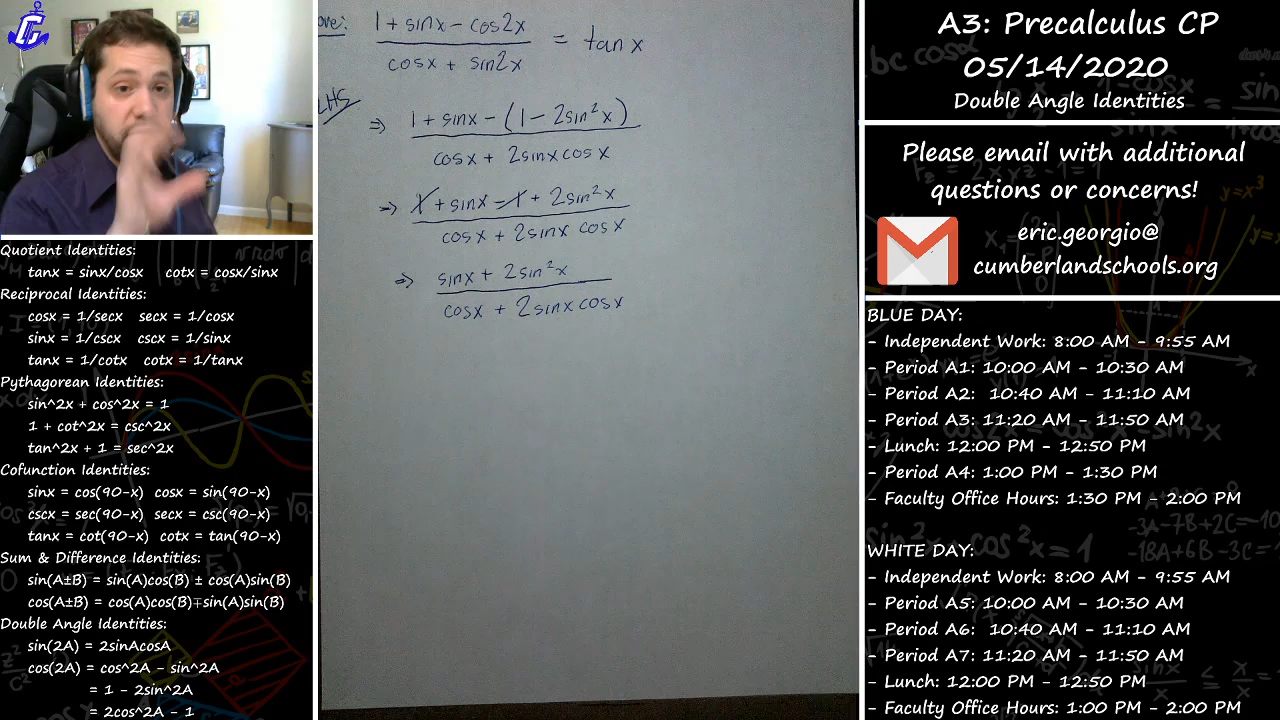 ove:
1 + sinx - cos2x
cosx + sin2x
= tan x
LHS
⇒ 1 + sinx - (1 - 2sin²x)
cosx + 2sinx cosx
⇒ 1 + sinx - 1 + 2sin²x
cosx + 2sinx cosx
⇒ sinx + 2sin²x
cosx + 2sinx cosx
Quotient Identities:
tanx = sinx/cosx cotx = cosx/sinx
Reciprocal Identities:
cosx = 1/secx secx = 1/cosx
sinx = 1/cscx cscx = 1/sinx
tanx = 1/cotx cotx = 1/tanx
Pythagorean Identities:
sin^2x + cos^2x = 1
1 + cot^2x = csc^2x
tan^2x + 1 = sec^2x
Cofunction Identities:
sinx = cos(90-x) cosx = sin(90-x)
cscx = sec(90-x) secx = csc(90-x)
tanx = cot(90-x) cotx = tan(90-x)
Sum & Difference Identities:
sin(A±B) = sin(A)cos(B) ± cos(A)sin(B)
cos(A±B) = cos(A)cos(B)∓sin(A)sin(B)
Double Angle Identities:
sin(2A) = 2sinAcosA
cos(2A) = cos^2A - sin^2A
= 1 - 2sin^2A
= 2cos^2A - 1
A3: Precalculus CP
05/14/2020
Double Angle Identities
Please email with additional
questions or concerns!
eric.georgio@
cumberlandschools.org
BLUE DAY:
- Independent Work: 8:00 AM - 9:55 AM
- Period A1: 10:00 AM - 10:30 AM
- Period A2: 10:40 AM - 11:10 AM
- Period A3: 11:20 AM - 11:50 AM
- Lunch: 12:00 PM - 12:50 PM
- Period A4: 1:00 PM - 1:30 PM
- Faculty Office Hours: 1:30 PM - 2:00 PM
WHITE DAY:
- Independent Work: 8:00 AM - 9:55 AM
- Period A5: 10:00 AM - 10:30 AM
- Period A6: 10:40 AM - 11:10 AM
- Period A7: 11:20 AM - 11:50 AM
- Lunch: 12:00 PM - 12:50 PM
- Faculty Office Hours: 1:00 PM - 2:00 PM